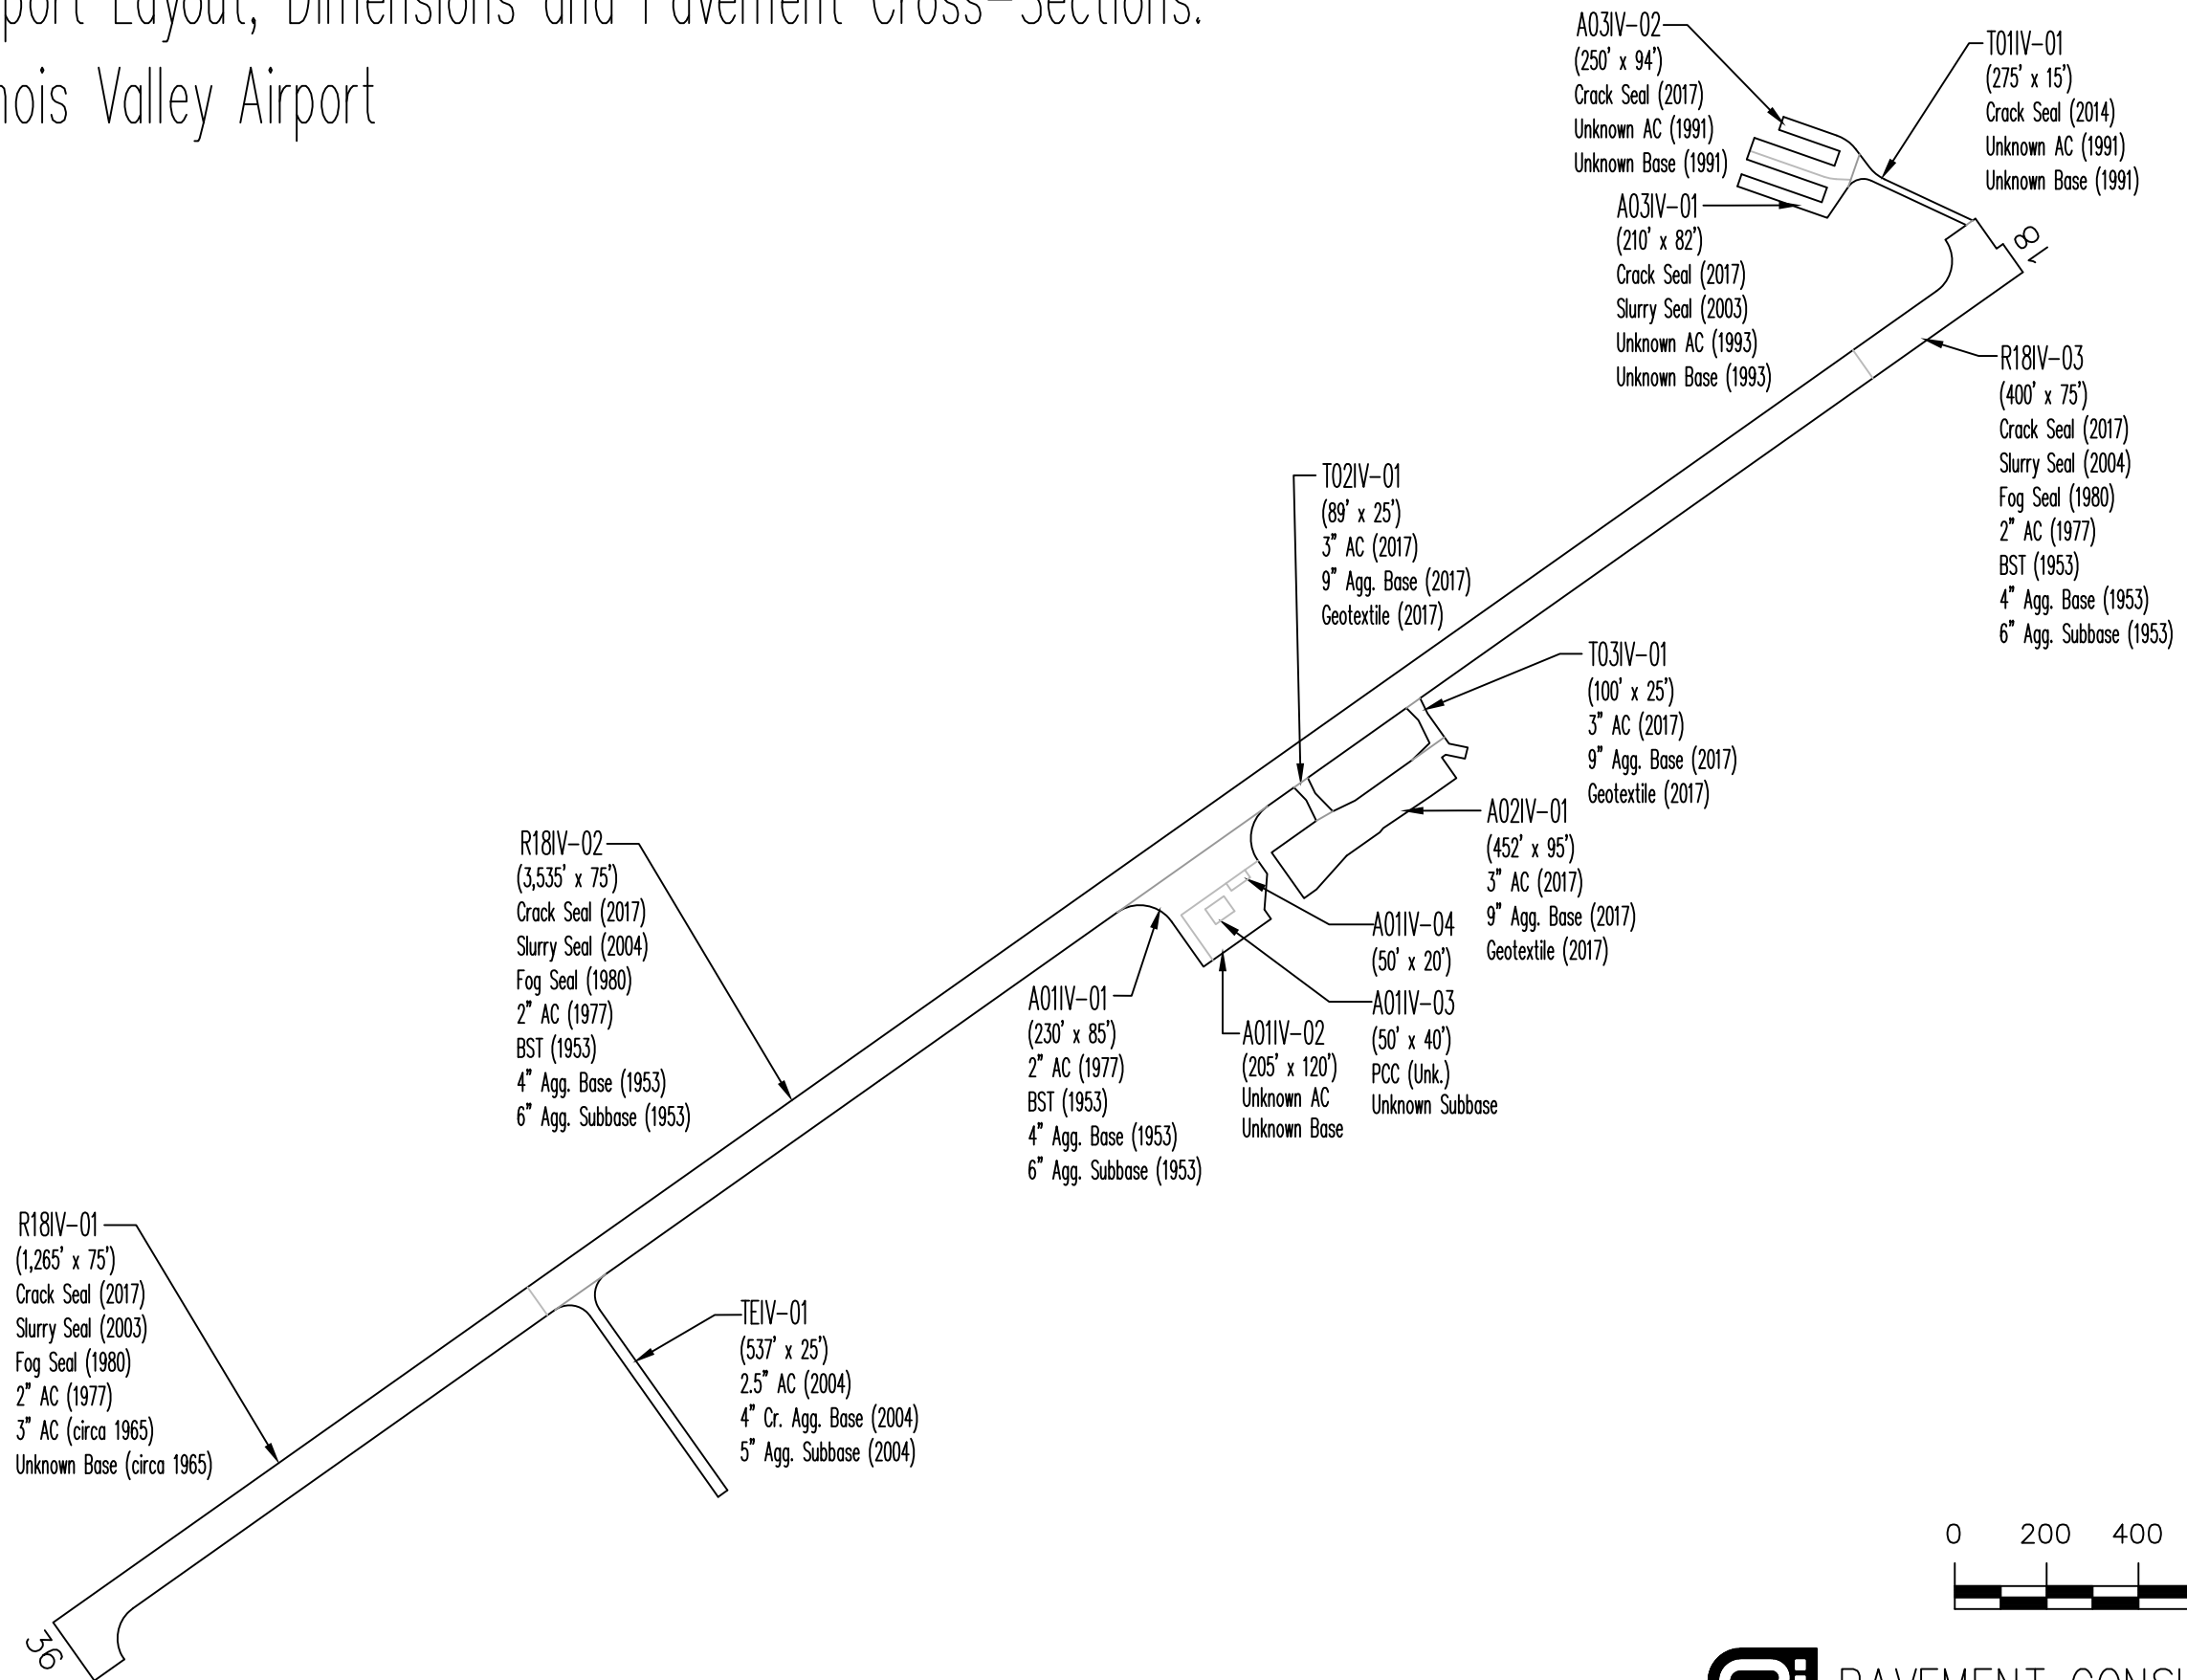 port Layout, Dimensions and Pavement Cross-Sections.
nois Valley Airport
A03IV-02
(250' x 94')
Crack Seal (2017)
Unknown AC (1991)
Unknown Base (1991)
T01IV-01
(275' x 15')
Crack Seal (2014)
Unknown AC (1991)
Unknown Base (1991)
A03IV-01
(210' x 82')
Crack Seal (2017)
Slurry Seal (2003)
Unknown AC (1993)
Unknown Base (1993)
18
R18IV-03
(400' x 75')
Crack Seal (2017)
Slurry Seal (2004)
Fog Seal (1980)
2" AC (1977)
BST (1953)
4" Agg. Base (1953)
6" Agg. Subbase (1953)
T02IV-01
(89' x 25')
3" AC (2017)
9" Agg. Base (2017)
Geotextile (2017)
T03IV-01
(100' x 25')
3" AC (2017)
9" Agg. Base (2017)
Geotextile (2017)
A02IV-01
(452' x 95')
3" AC (2017)
9" Agg. Base (2017)
Geotextile (2017)
R18IV-02
(3,535' x 75')
Crack Seal (2017)
Slurry Seal (2004)
Fog Seal (1980)
2" AC (1977)
BST (1953)
4" Agg. Base (1953)
6" Agg. Subbase (1953)
A01IV-04
(50' x 20')
A01IV-03
(50' x 40')
PCC (Unk.)
Unknown Subbase
A01IV-02
(205' x 120')
Unknown AC
Unknown Base
A01IV-01
(230' x 85')
2" AC (1977)
BST (1953)
4" Agg. Base (1953)
6" Agg. Subbase (1953)
R18IV-01
(1,265' x 75')
Crack Seal (2017)
Slurry Seal (2003)
Fog Seal (1980)
2" AC (1977)
3" AC (circa 1965)
Unknown Base (circa 1965)
TEIV-01
(537' x 25')
2.5" AC (2004)
4" Cr. Agg. Base (2004)
5" Agg. Subbase (2004)
36
0 200 400
PAVEMENT CONSU